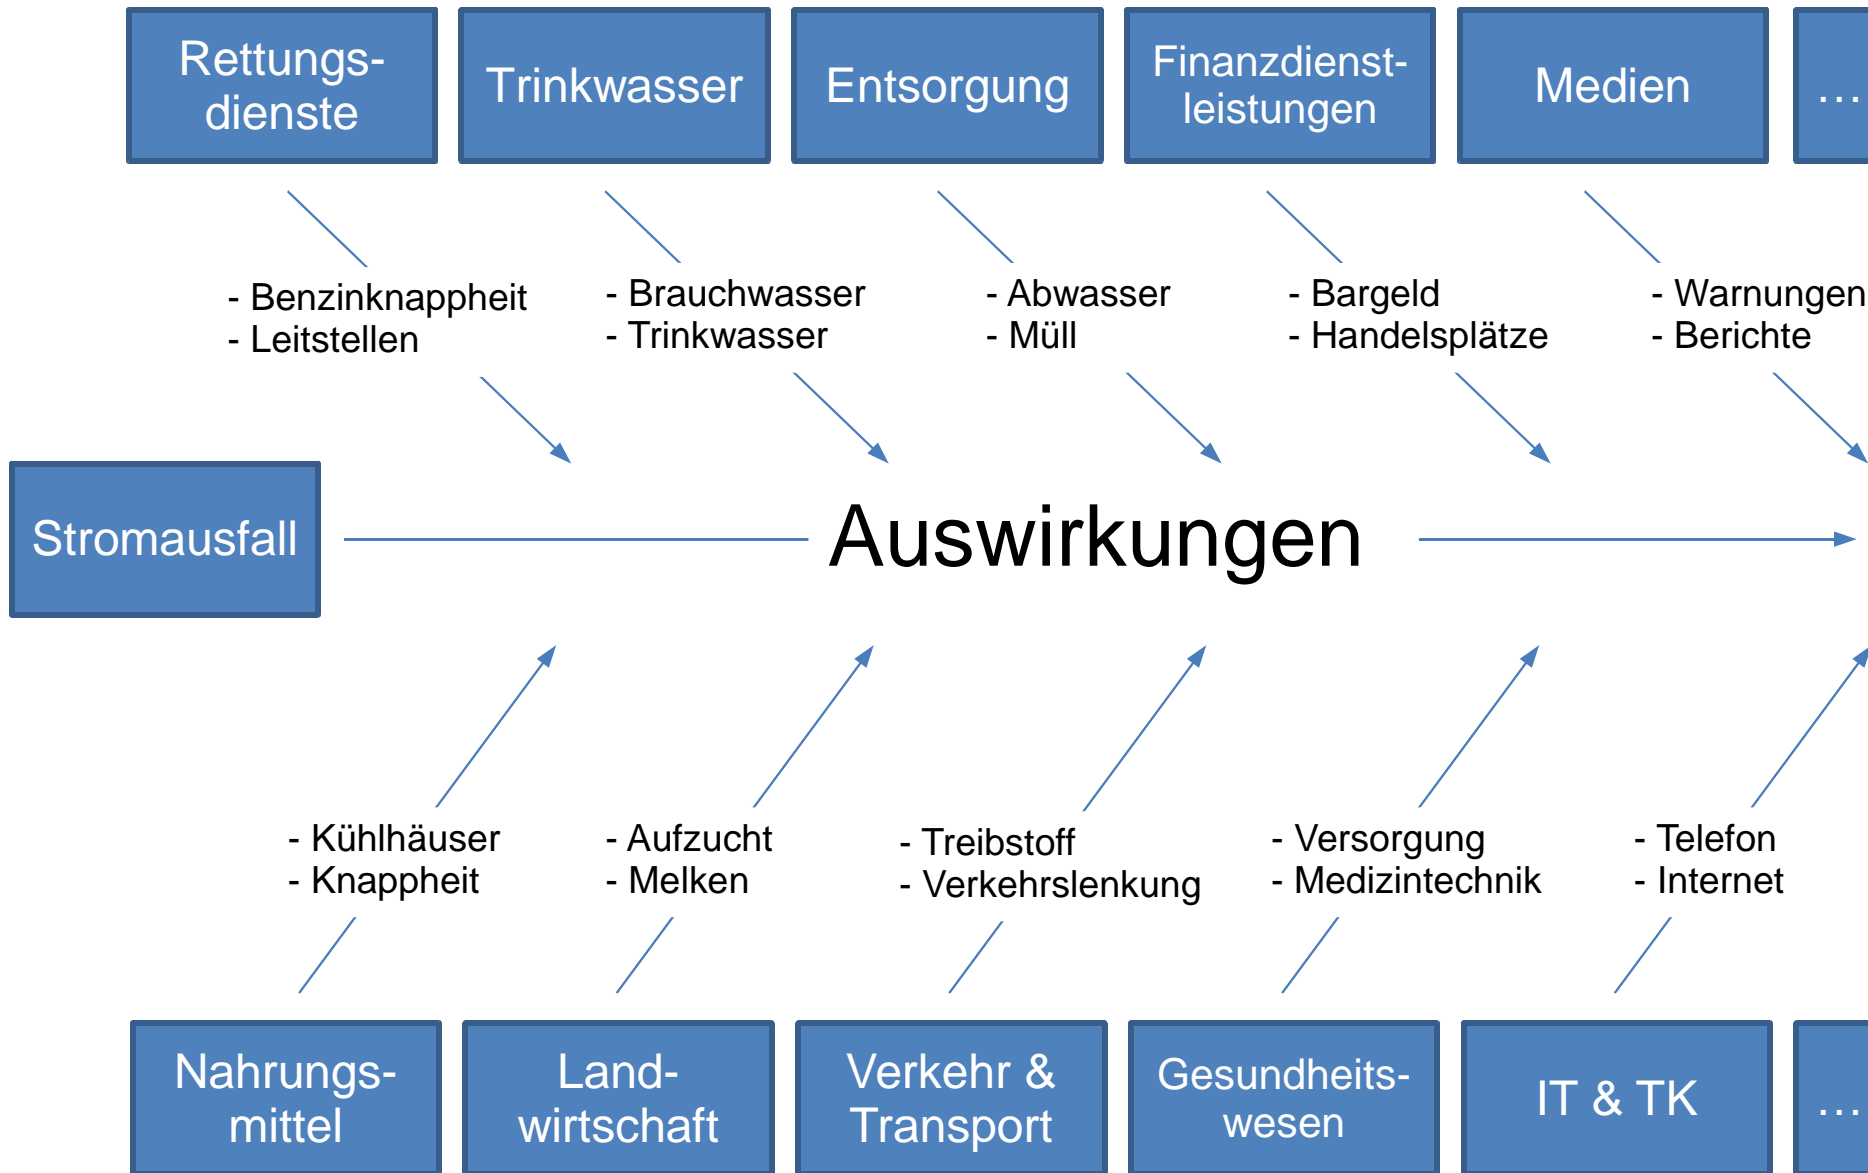 Rettungs-
dienste
Trinkwasser
Entsorgung
Finanzdienst-
leistungen
Medien
...
- Benzinknappheit
- Leitstellen
- Brauchwasser
- Trinkwasser
- Abwasser
- Müll
- Bargeld
- Handelsplätze
- Warnungen
- Berichte
Stromausfall
Auswirkungen
- Kühlhäuser
- Knappheit
- Aufzucht
- Melken
- Treibstoff
- Verkehrslenkung
- Versorgung
- Medizintechnik
- Telefon
- Internet
Nahrungs-
mittel
Land-
wirtschaft
Verkehr &
Transport
Gesundheits-
wesen
IT & TK
...